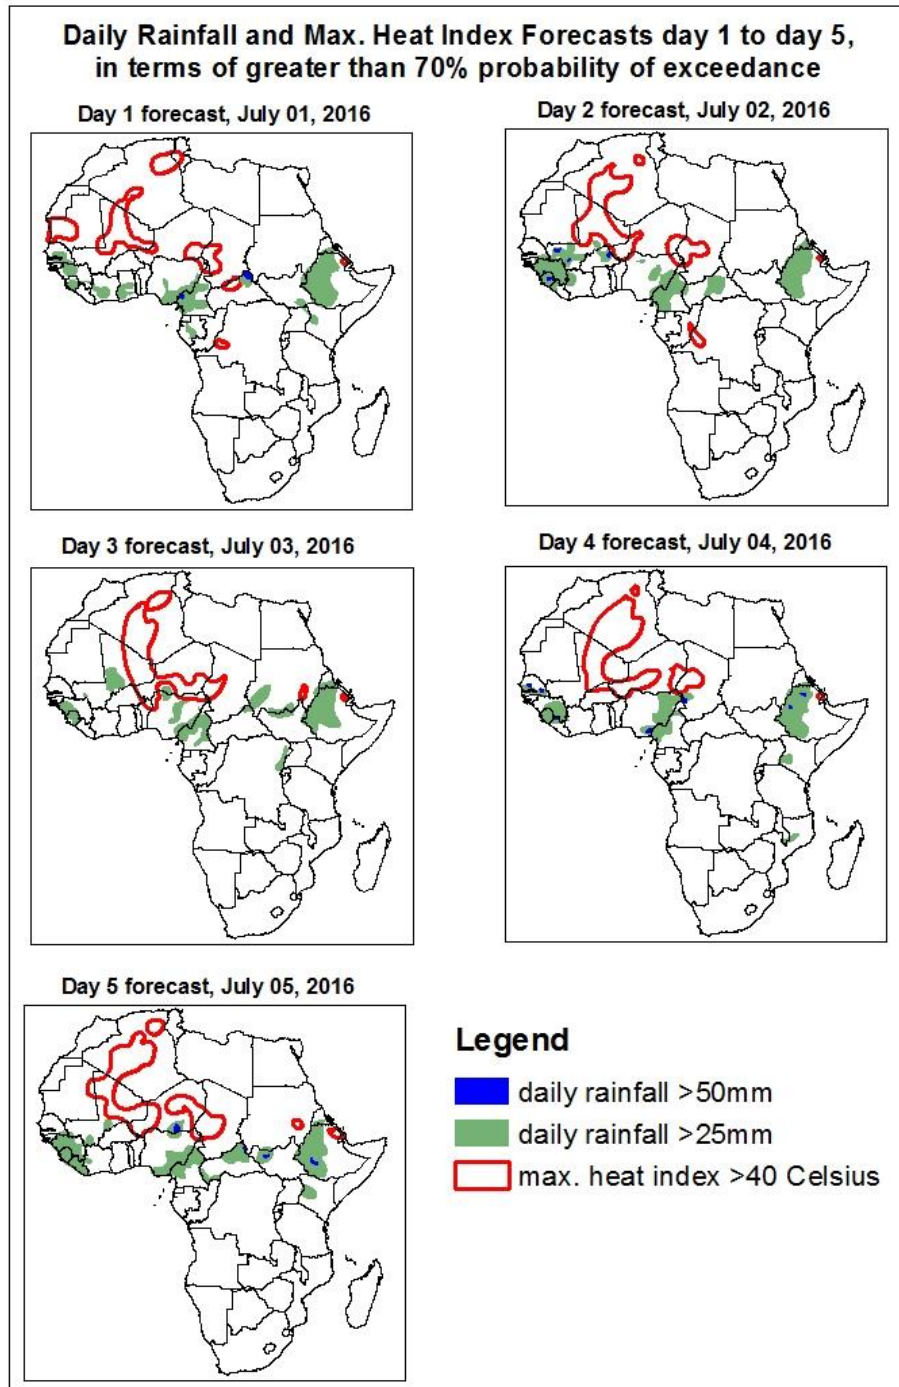 Daily Rainfall and Max. Heat Index Forecasts day 1 to day 5,
in terms of greater than 70% probability of exceedance
Day 1 forecast, July 01, 2016
Day 2 forecast, July 02, 2016
Day 3 forecast, July 03, 2016
Day 4 forecast, July 04, 2016
Day 5 forecast, July 05, 2016
Legend
daily rainfall >50mm
daily rainfall >25mm
max. heat index >40 Celsius